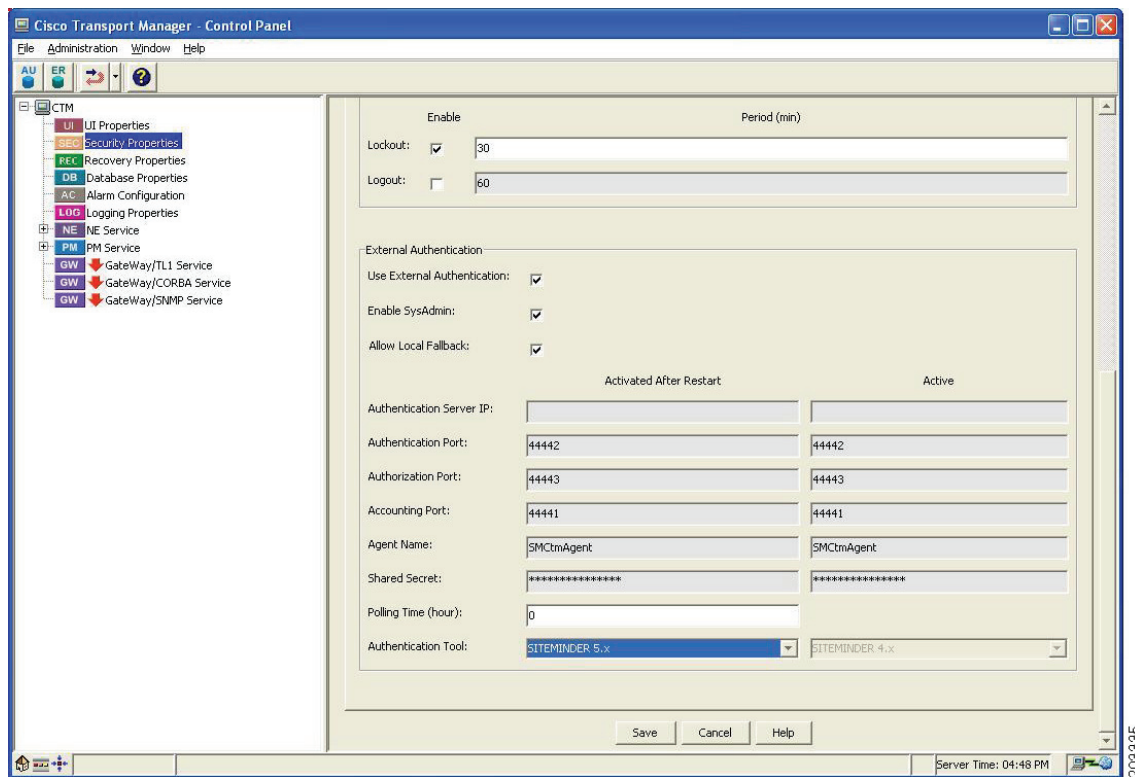 Cisco Transport Manager - Control Panel
File Administration Window Help
AU ER
CTM
UI UI Properties
SEC Security Properties
REC Recovery Properties
DB Database Properties
AC Alarm Configuration
LOG Logging Properties
NE NE Service
PM PM Service
GW GateWay/TL1 Service
GW GateWay/CORBA Service
GW GateWay/SNMP Service
Enable Period (min)
Lockout: 30
Logout: 60
External Authentication
Use External Authentication:
Enable SysAdmin:
Allow Local Fallback:
Activated After Restart Active
Authentication Server IP:
Authentication Port: 44442 44442
Authorization Port: 44443 44443
Accounting Port: 44441 44441
Agent Name: SMCtmAgent SMCtmAgent
Shared Secret: *************** ***************
Polling Time (hour): 0
Authentication Tool: SITEMINDER 5.x SITEMINDER 4.x
Save Cancel Help
Server Time: 04:48 PM